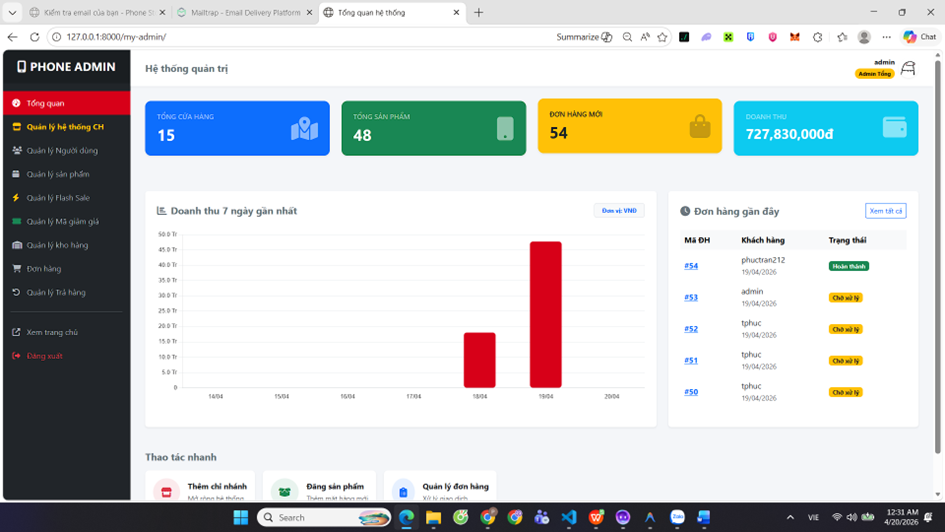 Kiểm tra email của bạn - Phone S
Mailtrap - Email Delivery Platform
Tổng quan hệ thống
127.0.0.1:8000/my-admin/
Summarize
Chat
PHONE ADMIN
Hệ thống quản trị
admin
Admin Tổng
Tổng quan
Quản lý hệ thống CH
Quản lý Người dùng
Quản lý sản phẩm
Quản lý Flash Sale
Quản lý Mã giảm giá
Quản lý kho hàng
Đơn hàng
Quản lý Trả hàng
Xem trang chủ
Đăng xuất
TỔNG CỬA HÀNG
15
TỔNG SẢN PHẨM
48
ĐƠN HÀNG MỚI
54
DOANH THU
727,830,000đ
Doanh thu 7 ngày gần nhất
Đơn vị: VNĐ
50.0 Tr
45.0 Tr
40.0 Tr
35.0 Tr
30.0 Tr
25.0 Tr
20.0 Tr
15.0 Tr
10.0 Tr
5.0 Tr
0
14/04 15/04 16/04 17/04 18/04 19/04 20/04
Đơn hàng gần đây
Xem tất cả
Mã ĐH Khách hàng Trạng thái
#54 phuctran212 Hoàn thành
19/04/2026
#53 admin Chờ xử lý
19/04/2026
#52 tphuc Chờ xử lý
19/04/2026
#51 tphuc Chờ xử lý
19/04/2026
#50 tphuc Chờ xử lý
19/04/2026
Thao tác nhanh
Thêm chi nhánh
Mở rộng hệ thống
Đăng sản phẩm
Thêm mặt hàng mới
Quản lý đơn hàng
Xử lý giao dịch
Search
VIE
12:31 AM
4/20/2026